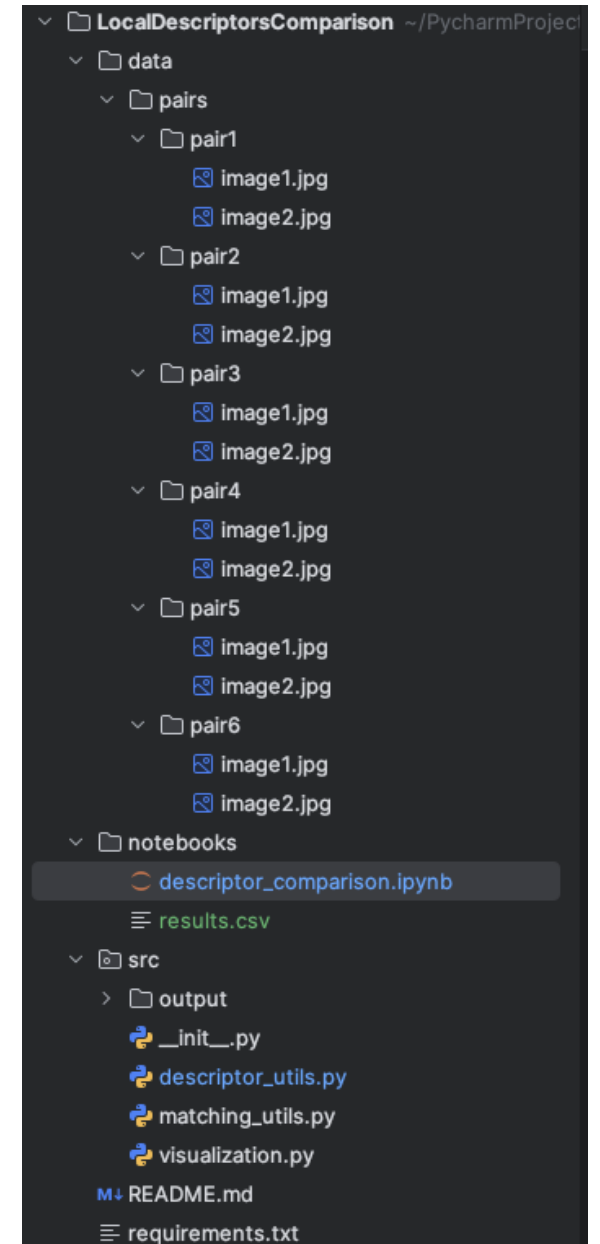 LocalDescriptorsComparison ~/PycharmProject
data
pairs
pair1
image1.jpg
image2.jpg
pair2
image1.jpg
image2.jpg
pair3
image1.jpg
image2.jpg
pair4
image1.jpg
image2.jpg
pair5
image1.jpg
image2.jpg
pair6
image1.jpg
image2.jpg
notebooks
descriptor_comparison.ipynb
results.csv
src
output
__init__.py
descriptor_utils.py
matching_utils.py
visualization.py
M↓ README.md
requirements.txt